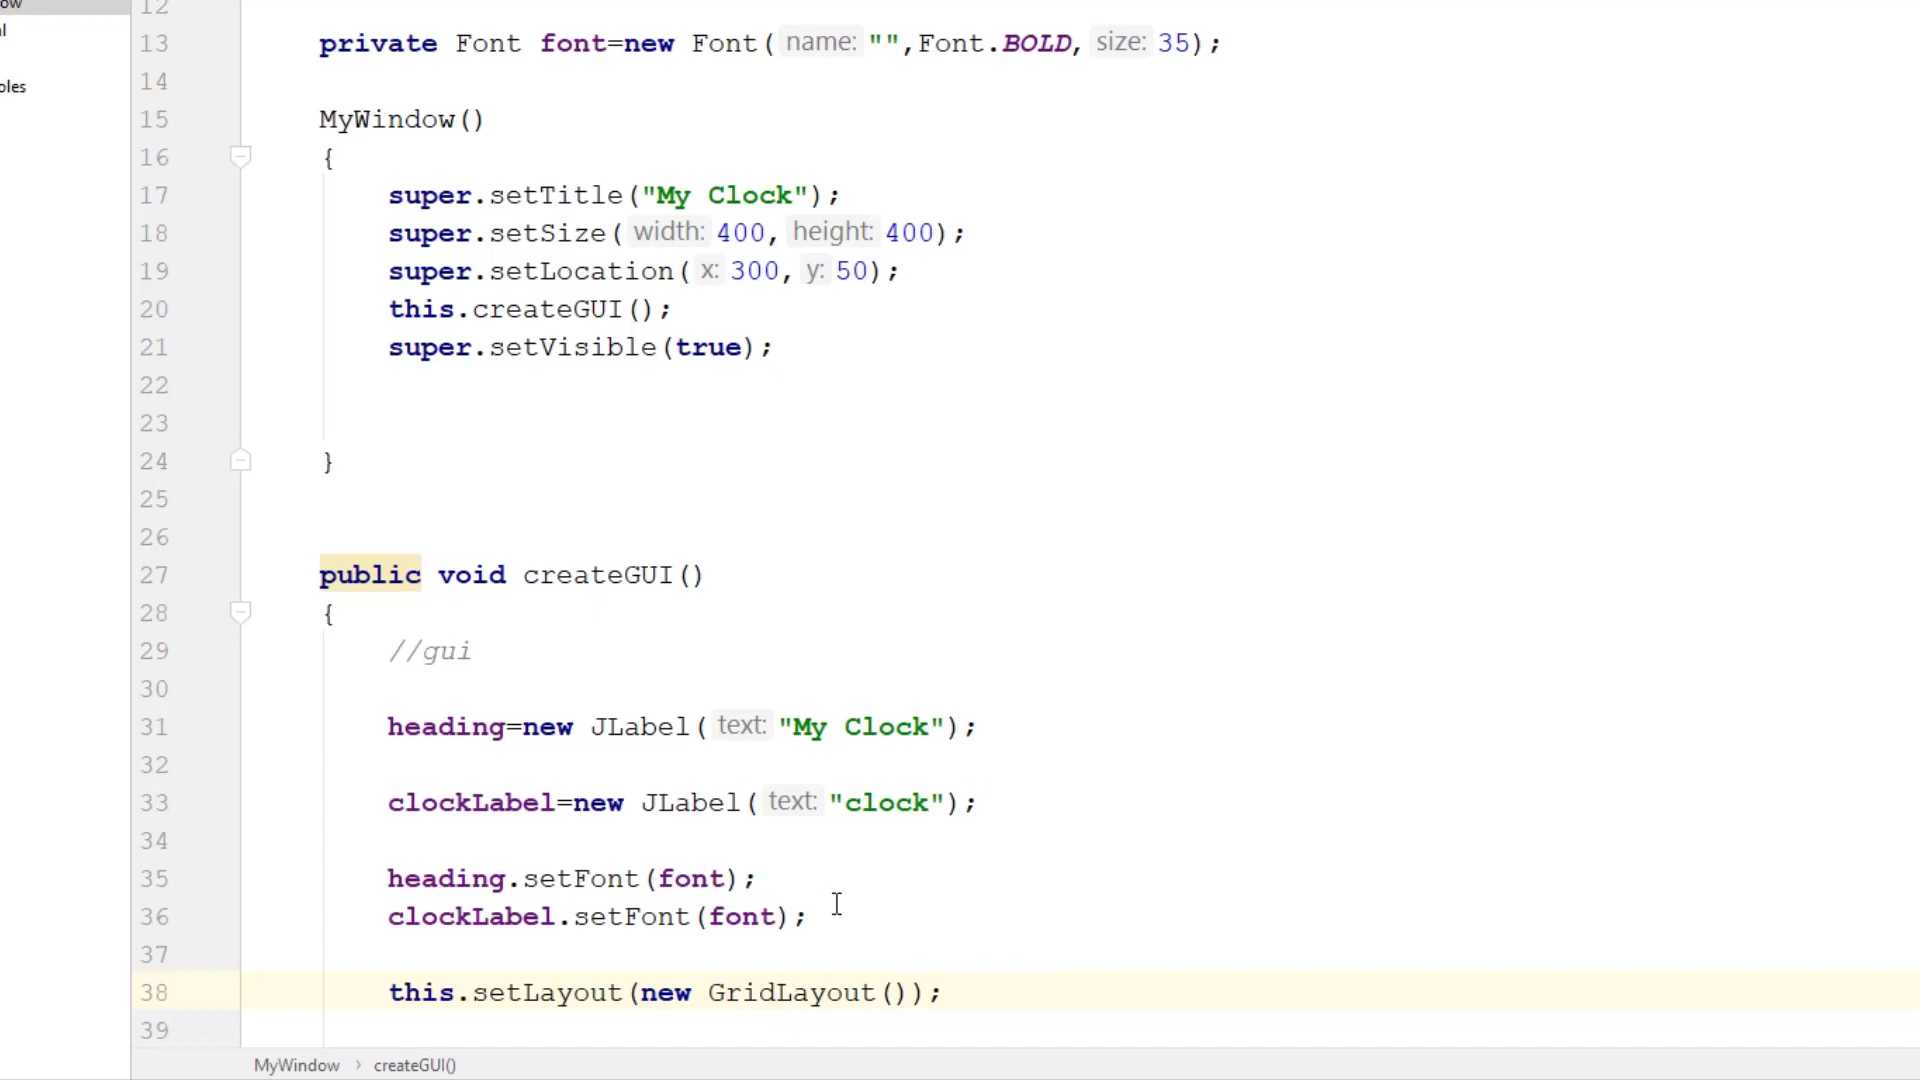 12
13 private Font font=new Font( name: "",Font.BOLD, size: 35);
14
oles
15 MyWindow()
16 {
17 super.setTitle("My Clock");
18 super.setSize( width: 400, height: 400);
19 super.setLocation( x: 300, y: 50);
20 this.createGUI();
21 super.setVisible(true);
22
23
24 }
25
26
27 public void createGUI()
28 {
29 //gui
30
31 heading=new JLabel( text: "My Clock");
32
33 clockLabel=new JLabel( text: "clock");
34
35 heading.setFont(font);
36 clockLabel.setFont(font);
37
38 this.setLayout(new GridLayout());
39
MyWindow › createGUI()